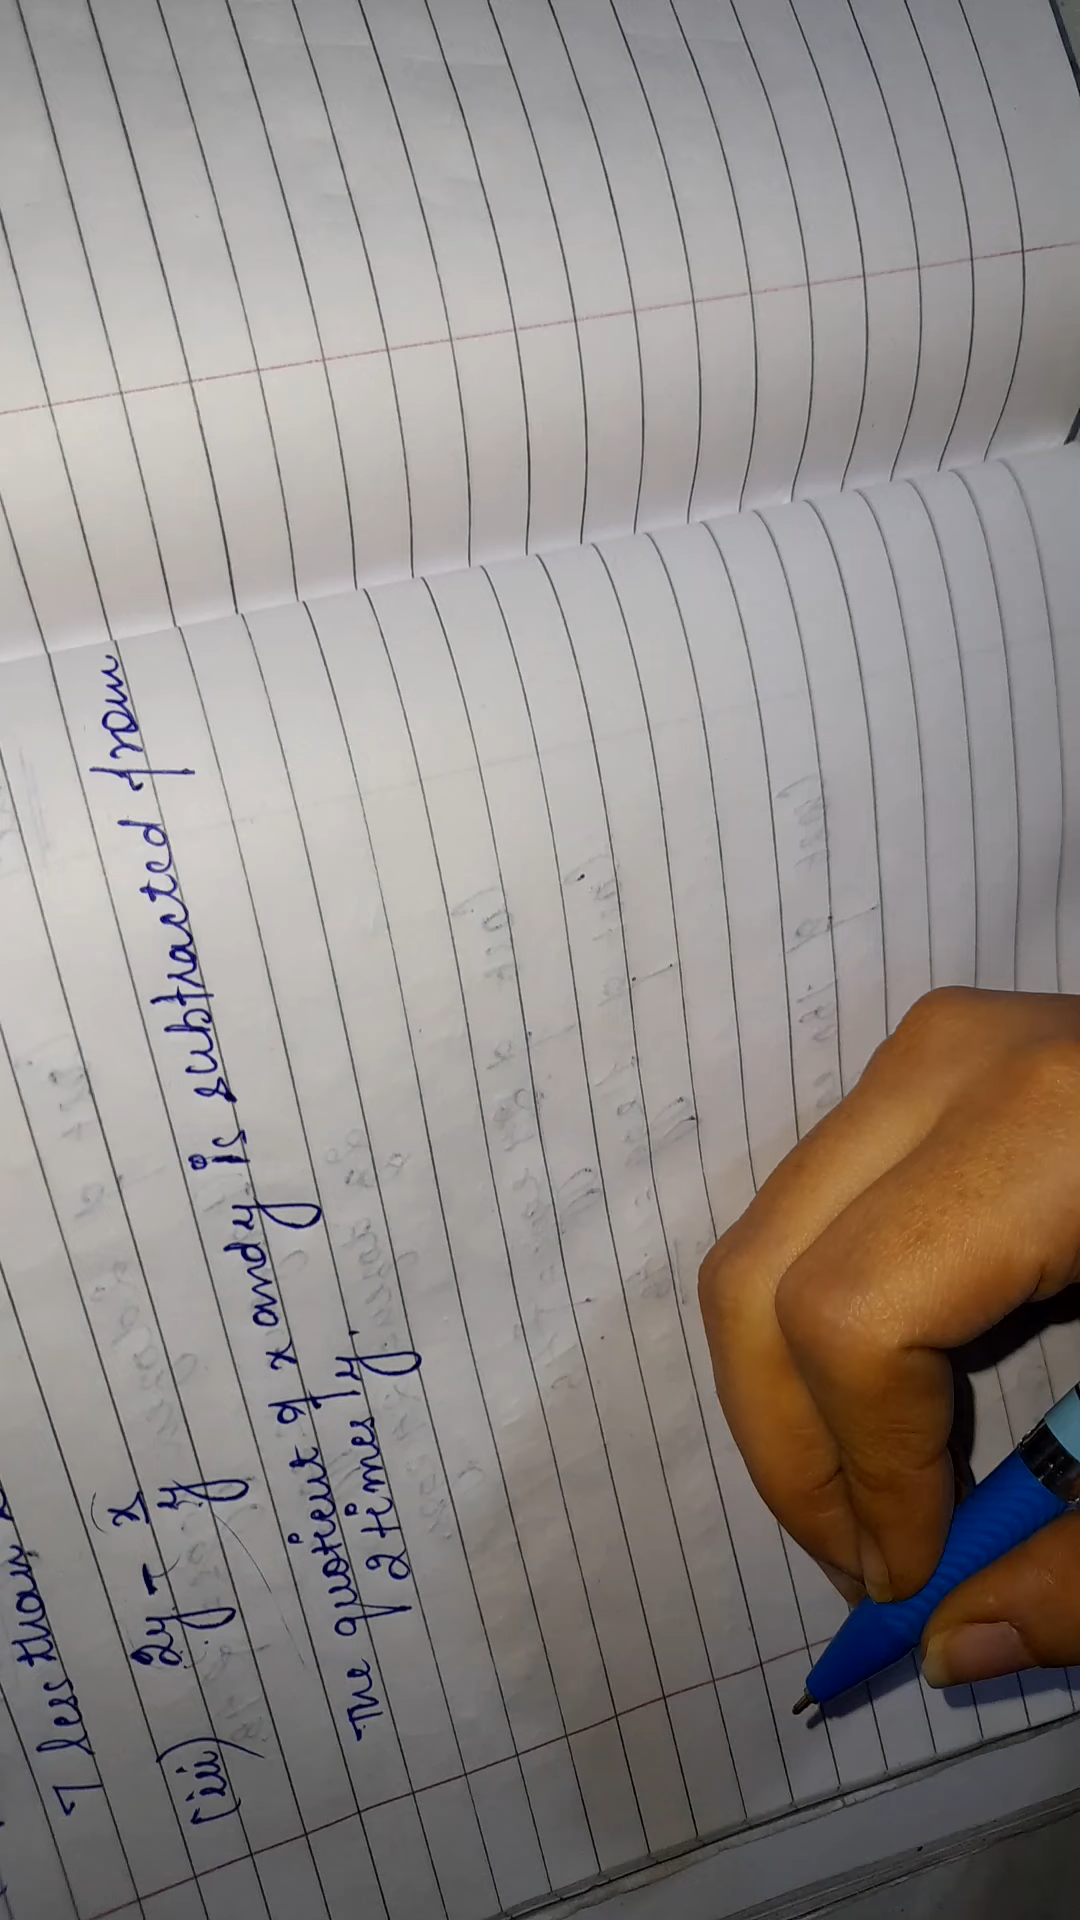 7 less than
(iii) 2y - x/y
The quotient of x and y is subtracted from
2 times y.